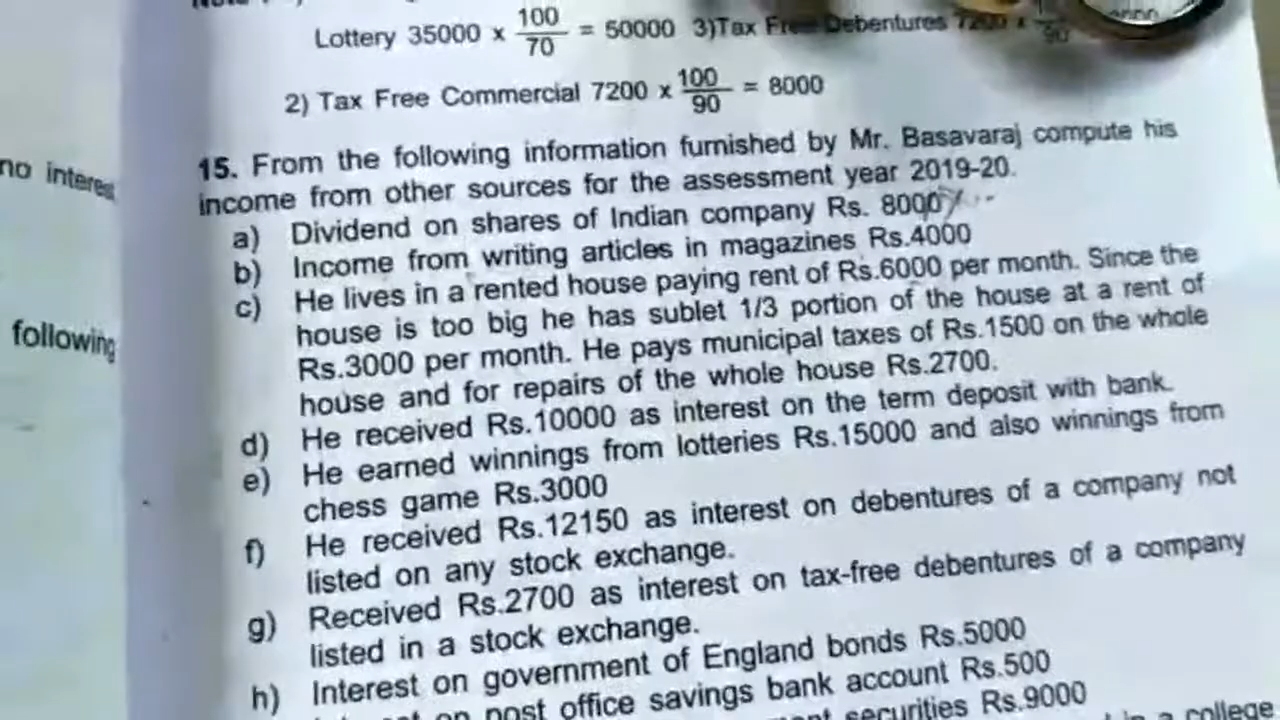 Lottery 35000 x 100/70 = 50000 3)Tax Free Debentures 7200 x
90
2) Tax Free Commercial 7200 x 100/90 = 8000
no interest
15. From the following information furnished by Mr. Basavaraj compute his
income from other sources for the assessment year 2019-20.
a) Dividend on shares of Indian company Rs. 8000
b) Income from writing articles in magazines Rs.4000
c) He lives in a rented house paying rent of Rs.6000 per month. Since the
house is too big he has sublet 1/3 portion of the house at a rent of
Rs.3000 per month. He pays municipal taxes of Rs.1500 on the whole
house and for repairs of the whole house Rs.2700.
following
d) He received Rs.10000 as interest on the term deposit with bank.
e) He earned winnings from lotteries Rs.15000 and also winnings from
chess game Rs.3000
f) He received Rs.12150 as interest on debentures of a company not
listed on any stock exchange.
g) Received Rs.2700 as interest on tax-free debentures of a company
listed in a stock exchange.
h) Interest on government of England bonds Rs.5000
on post office savings bank account Rs.500
securities Rs.9000
in a college